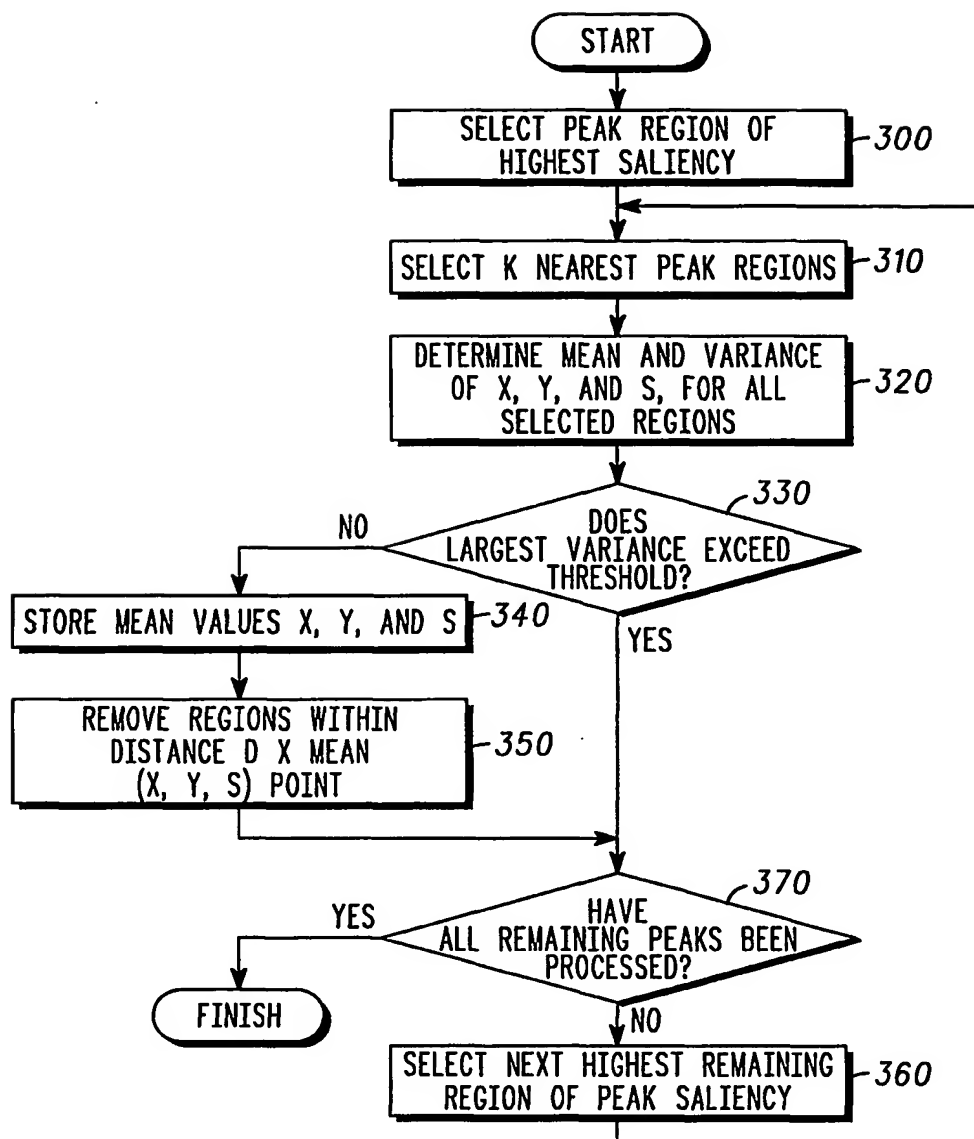 START
SELECT PEAK REGION OF
HIGHEST SALIENCY
300
SELECT K NEAREST PEAK REGIONS
310
DETERMINE MEAN AND VARIANCE
OF X, Y, AND S, FOR ALL
SELECTED REGIONS
320
330
NO
DOES
LARGEST VARIANCE EXCEED
THRESHOLD?
STORE MEAN VALUES X, Y, AND S
340
YES
REMOVE REGIONS WITHIN
DISTANCE D X MEAN
(X, Y, S) POINT
350
370
YES
HAVE
ALL REMAINING PEAKS BEEN
PROCESSED?
FINISH
NO
SELECT NEXT HIGHEST REMAINING
REGION OF PEAK SALIENCY
360